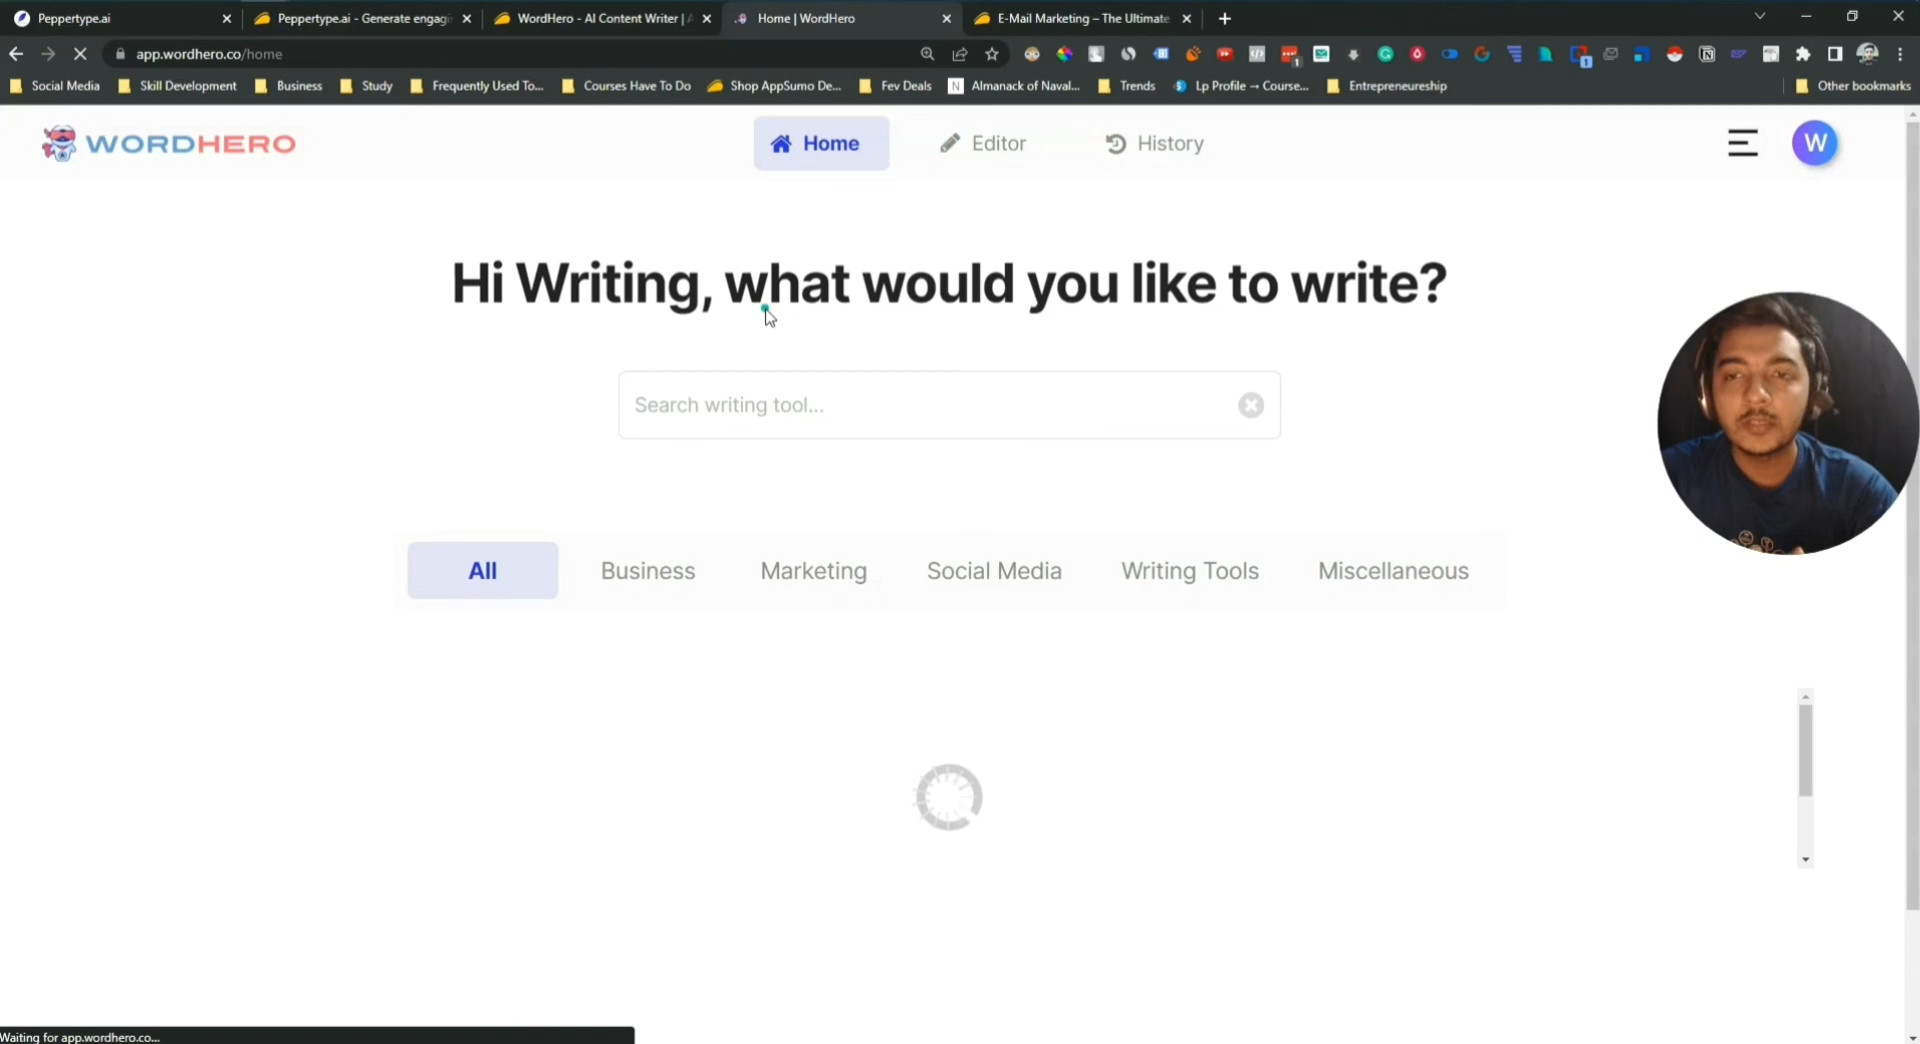 Peppertype.ai
Peppertype.ai - Generate engagi
WordHero - AI Content Writer | A
Home | WordHero
E-Mail Marketing – The Ultimate
app.wordhero.co/home
Social Media
Skill Development
Business
Study
Frequently Used To...
Courses Have To Do
Shop AppSumo De...
Fev Deals
N Almanack of Naval...
Trends
Lp Profile → Course...
Entrepreneureship
Other bookmarks
WORDHERO
Home
Editor
History
W
Hi Writing, what would you like to write?
Search writing tool...
All
Business
Marketing
Social Media
Writing Tools
Miscellaneous
Waiting for app.wordhero.co...